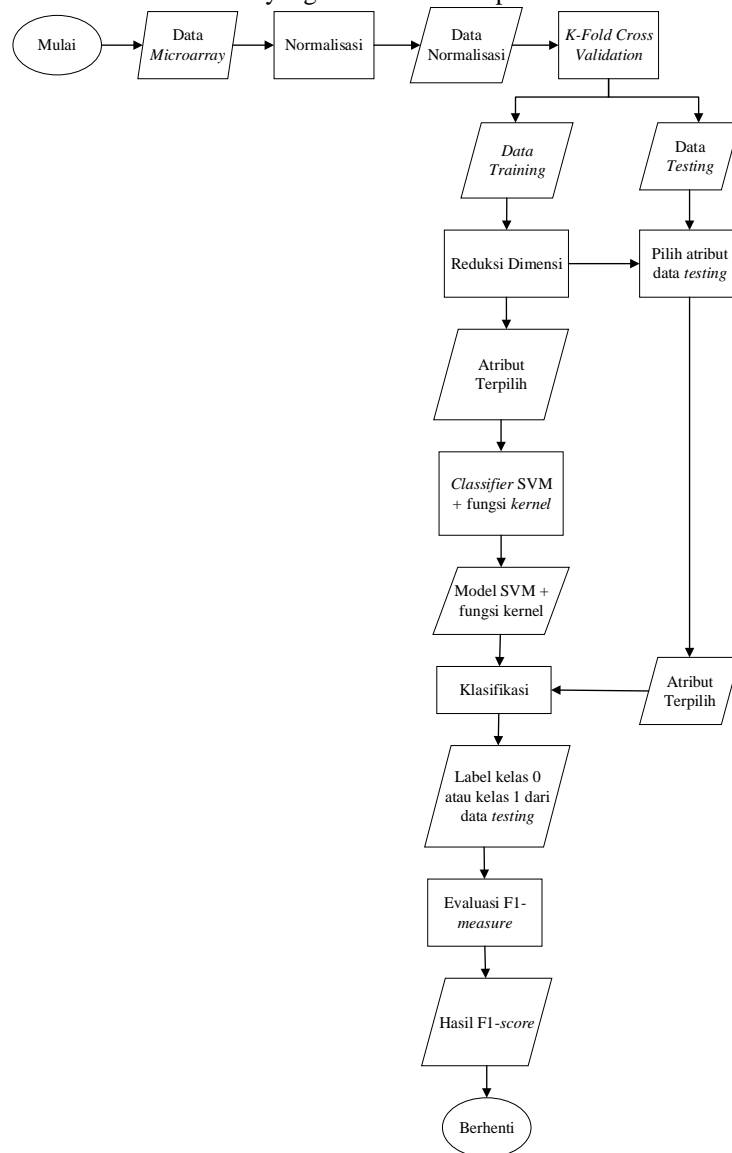 Mulai
Data
Microarray
Normalisasi
Data
Normalisasi
K-Fold Cross
Validation
Data
Training
Data
Testing
Reduksi Dimensi
Pilih atribut
data testing
Atribut
Terpilih
Classifier SVM
+ fungsi kernel
Model SVM +
fungsi kernel
Klasifikasi
Atribut
Terpilih
Label kelas 0
atau kelas 1 dari
data testing
Evaluasi F1-
measure
Hasil F1-score
Berhenti